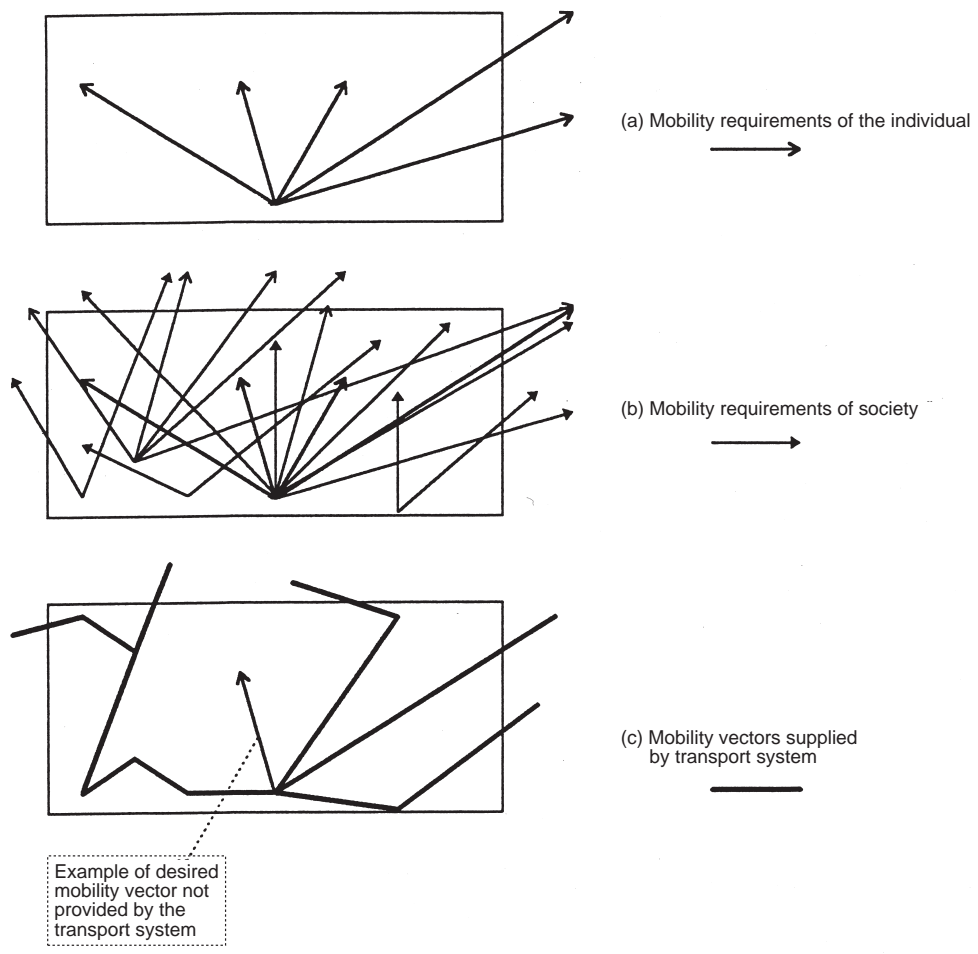 (a) Mobility requirements of the individual
(b) Mobility requirements of society
(c) Mobility vectors supplied
by transport system
Example of desired
mobility vector not
provided by the
transport system